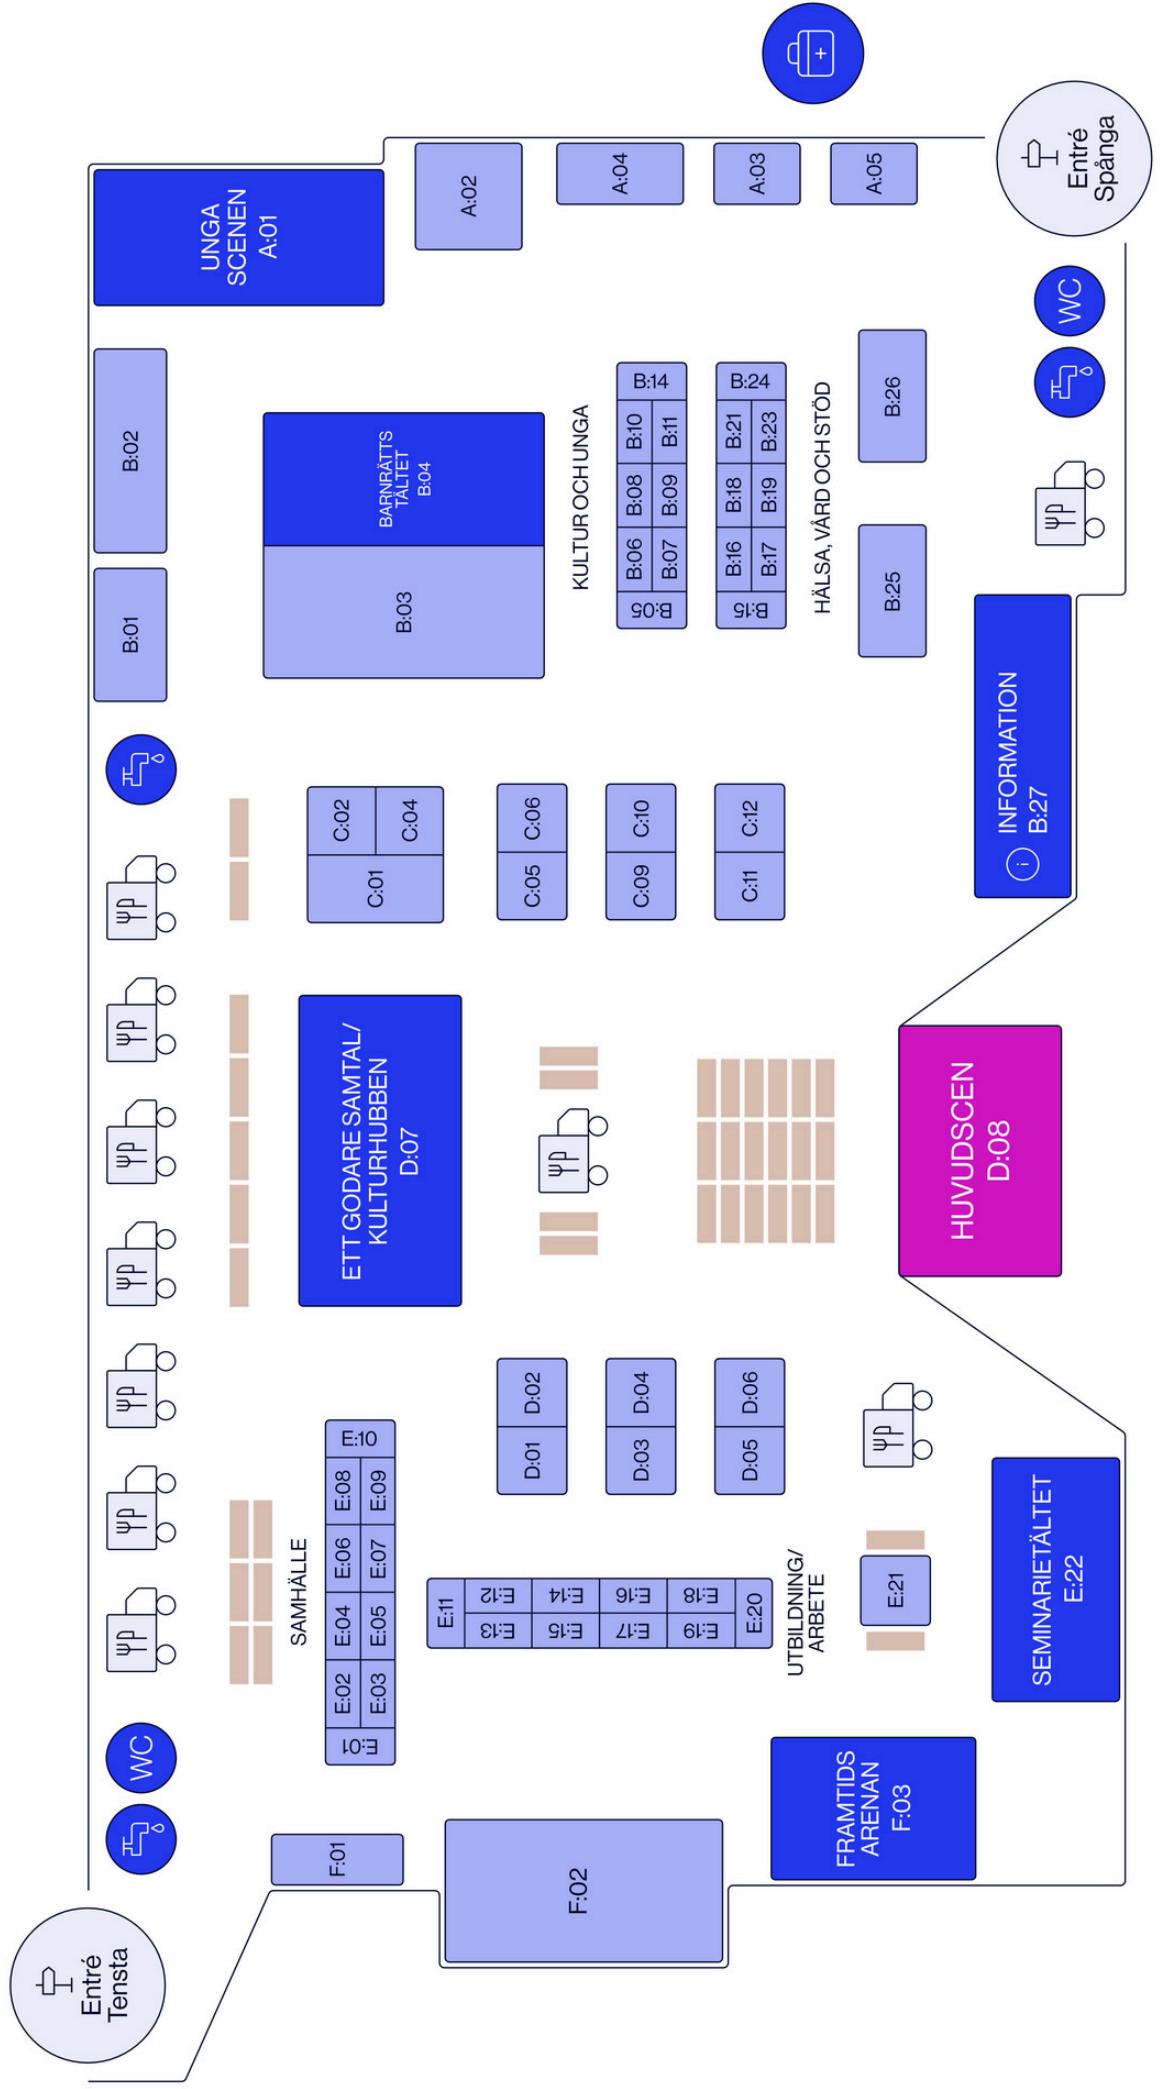 Entré
Tensta
WC
WC
Entré
Spånga
UNGA
SCENEN
A:01
A:02
A:04
A:03
A:05
B:02
B:01
BARNRÄTTS
TÄLTET
B:04
B:03
KULTUR OCH UNGA
B:14
B:10
B:11
B:08
B:09
B:06
B:07
B:05
B:24
B:21
B:23
B:18
B:19
B:16
B:17
B:15
HÄLSA, VÅRD OCH STÖD
B:26
B:25
i INFORMATION
B:27
C:02
C:04
C:01
C:06
C:05
C:10
C:09
C:12
C:11
ETT GODARE SAMTAL/
KULTURHUBBEN
D:07
HUVUDSCEN
D:08
D:02
D:01
D:04
D:03
D:06
D:05
SAMHÄLLE
E:10
E:08
E:09
E:06
E:07
E:04
E:05
E:02
E:03
E:01
E:11
E:12
E:13
E:14
E:15
E:16
E:17
E:18
E:19
E:20
UTBILDNING/
ARBETE
E:21
SEMINARIETÄLTET
E:22
F:01
F:02
FRAMTIDS
ARENAN
F:03